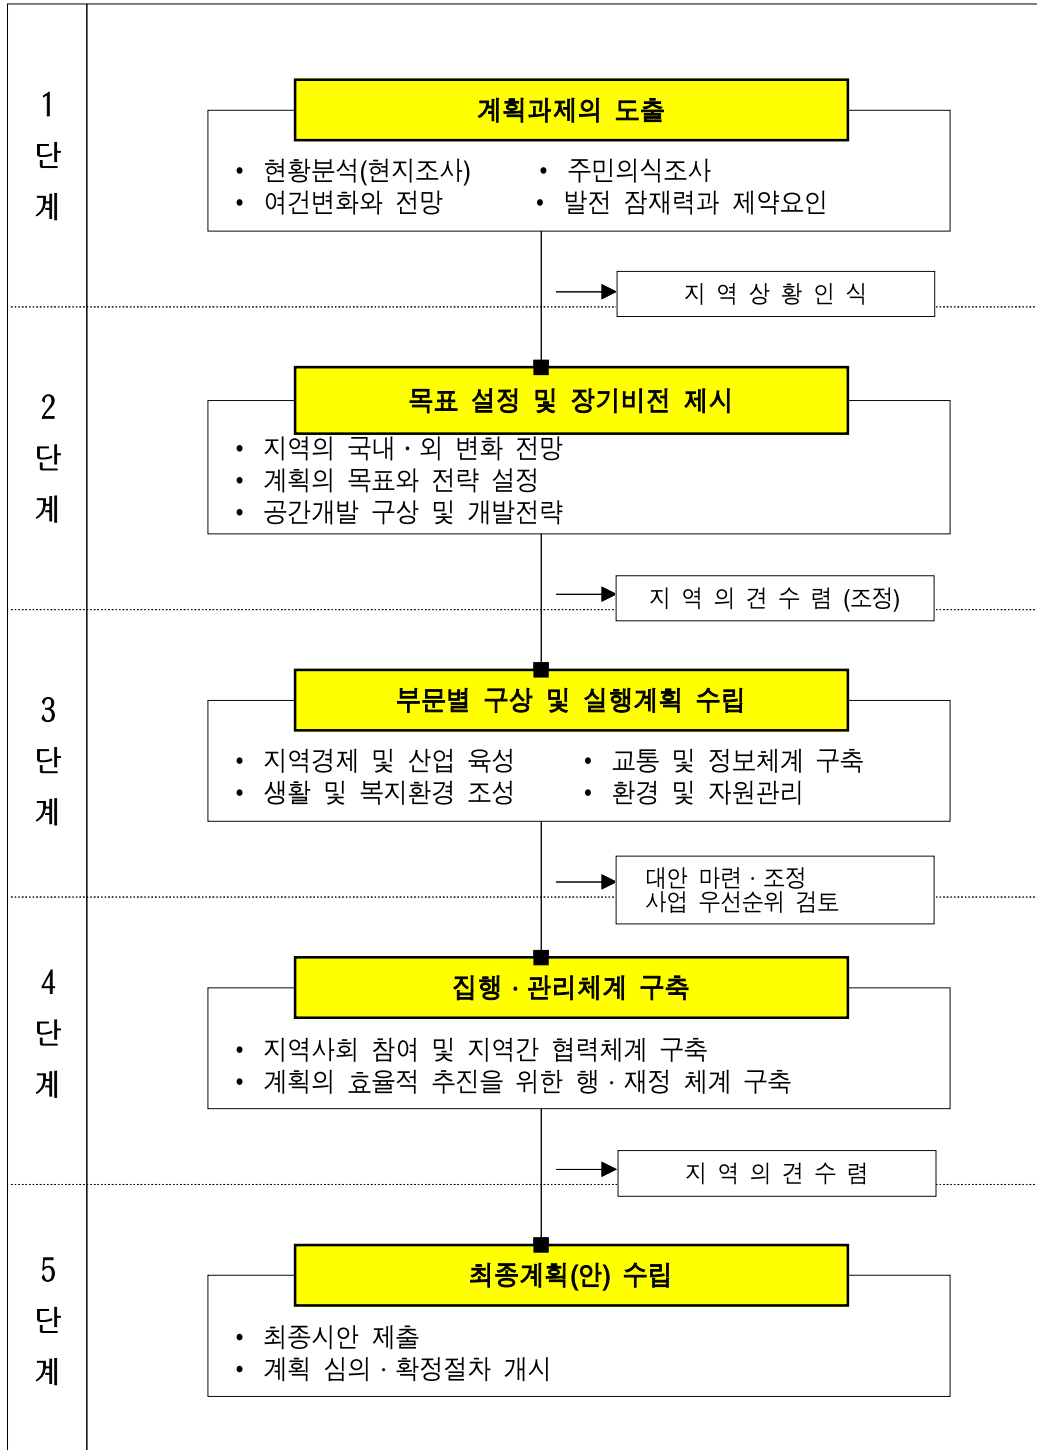 1
단
계
계획과제의 도출
• 현황분석(현지조사) • 주민의식조사
• 여건변화와 전망 • 발전 잠재력과 제약요인
지 역 상 황 인 식
2
단
계
목표 설정 및 장기비전 제시
• 지역의 국내 · 외 변화 전망
• 계획의 목표와 전략 설정
• 공간개발 구상 및 개발전략
지 역 의 견 수 렴 (조정)
3
단
계
부문별 구상 및 실행계획 수립
• 지역경제 및 산업 육성 • 교통 및 정보체계 구축
• 생활 및 복지환경 조성 • 환경 및 자원관리
대안 마련 · 조정
사업 우선순위 검토
4
단
계
집행 · 관리체계 구축
• 지역사회 참여 및 지역간 협력체계 구축
• 계획의 효율적 추진을 위한 행 · 재정 체계 구축
지 역 의 견 수 렴
5
단
계
최종계획(안) 수립
• 최종시안 제출
• 계획 심의 · 확정절차 개시